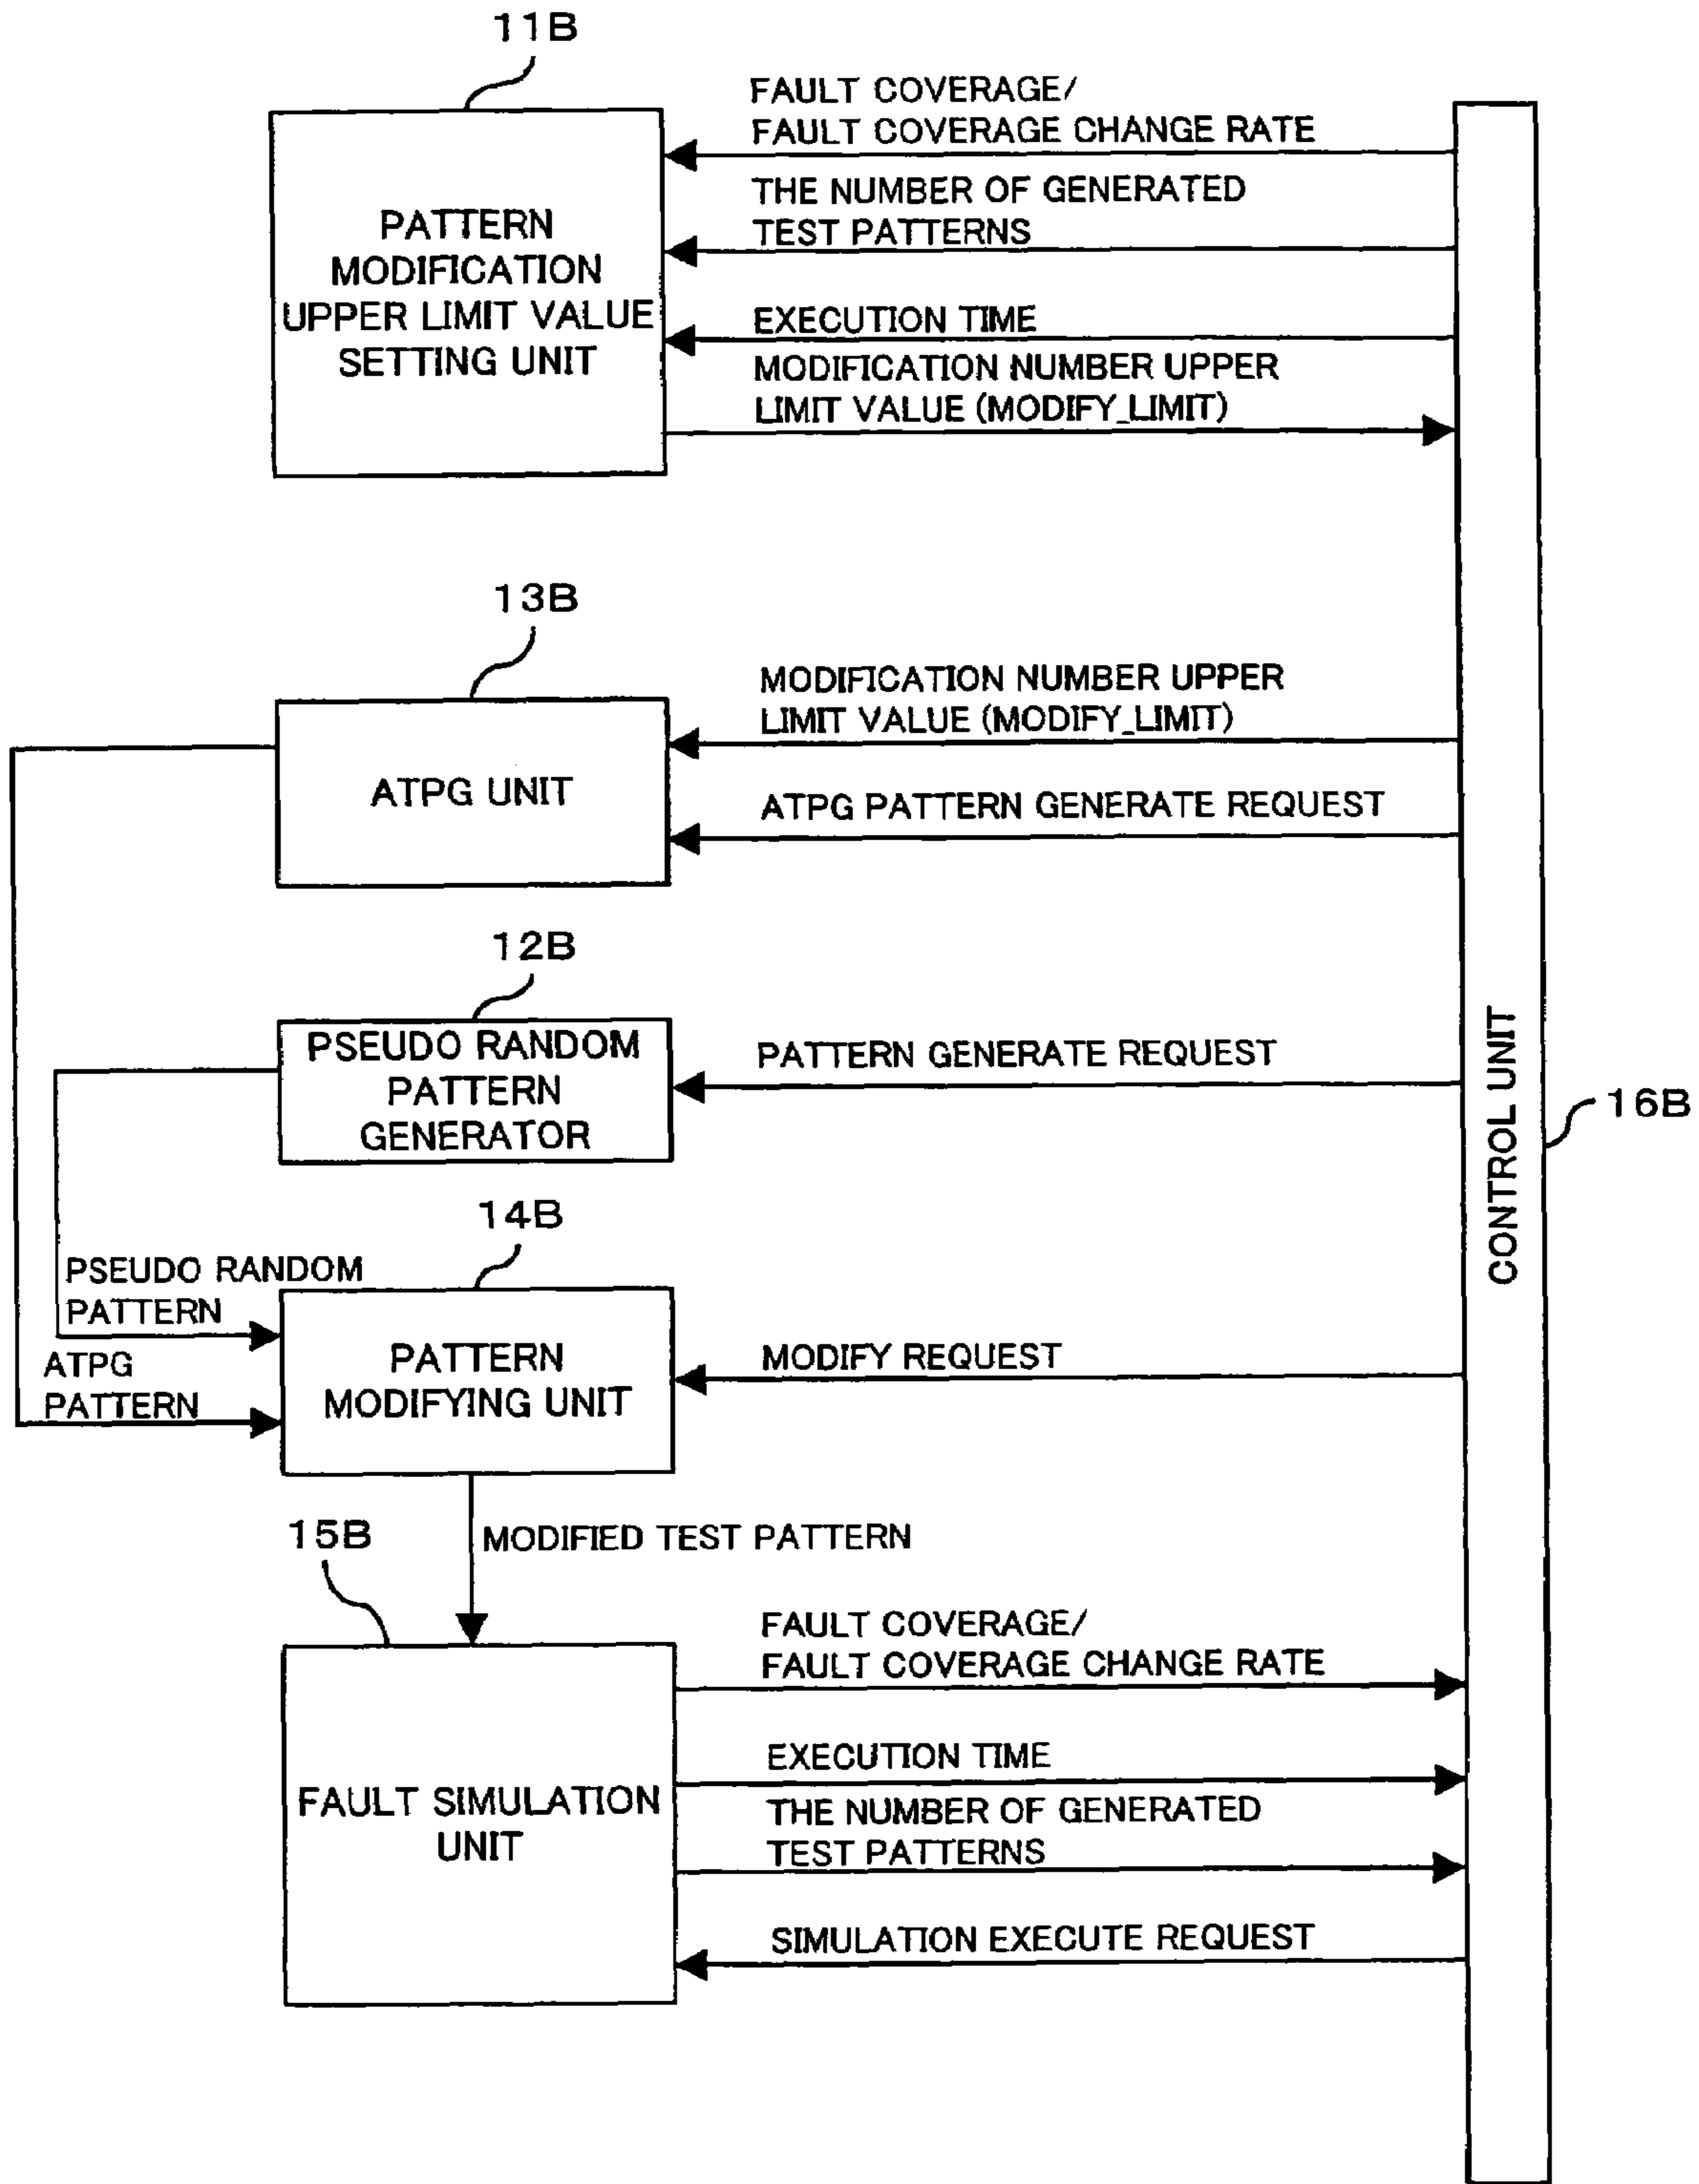 11B
FAULT COVERAGE/
FAULT COVERAGE CHANGE RATE
THE NUMBER OF GENERATED
TEST PATTERNS
PATTERN
MODIFICATION
UPPER LIMIT VALUE
SETTING UNIT
EXECUTION TIME
MODIFICATION NUMBER UPPER
LIMIT VALUE (MODIFY_LIMIT)
13B
MODIFICATION NUMBER UPPER
LIMIT VALUE (MODIFY_LIMIT)
ATPG UNIT
ATPG PATTERN GENERATE REQUEST
12B
PSEUDO RANDOM
PATTERN
GENERATOR
PATTERN GENERATE REQUEST
CONTROL UNIT
16B
14B
PSEUDO RANDOM
PATTERN
ATPG
PATTERN
PATTERN
MODIFYING UNIT
MODIFY REQUEST
MODIFIED TEST PATTERN
15B
FAULT COVERAGE/
FAULT COVERAGE CHANGE RATE
EXECUTION TIME
THE NUMBER OF GENERATED
TEST PATTERNS
FAULT SIMULATION
UNIT
SIMULATION EXECUTE REQUEST